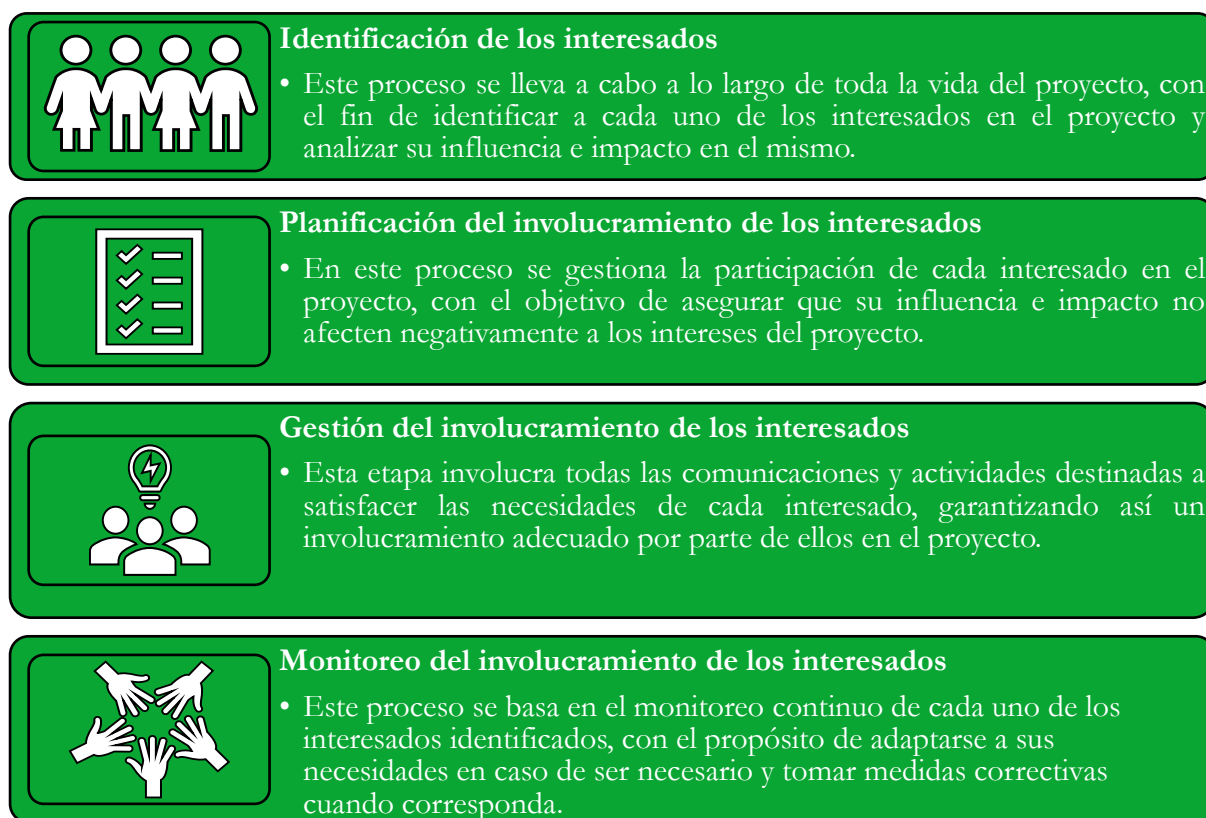 Identificación de los interesados
• Este proceso se lleva a cabo a lo largo de toda la vida del proyecto, con
el fin de identificar a cada uno de los interesados en el proyecto y
analizar su influencia e impacto en el mismo.
Planificación del involucramiento de los interesados
• En este proceso se gestiona la participación de cada interesado en el
proyecto, con el objetivo de asegurar que su influencia e impacto no
afecten negativamente a los intereses del proyecto.
Gestión del involucramiento de los interesados
• Esta etapa involucra todas las comunicaciones y actividades destinadas a
satisfacer las necesidades de cada interesado, garantizando así un
involucramiento adecuado por parte de ellos en el proyecto.
Monitoreo del involucramiento de los interesados
• Este proceso se basa en el monitoreo continuo de cada uno de los
interesados identificados, con el propósito de adaptarse a sus
necesidades en caso de ser necesario y tomar medidas correctivas
cuando corresponda.